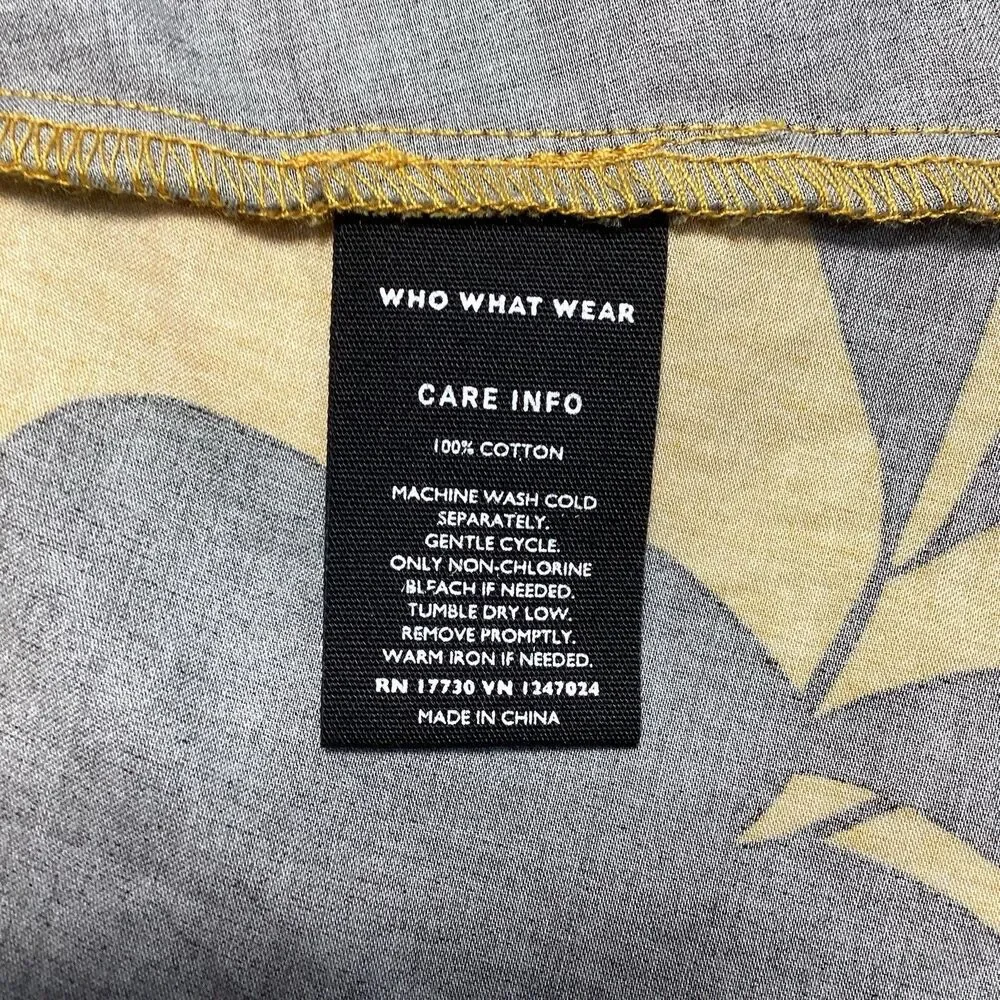 WHO WHAT WEAR
CARE INFO
100% COTTON
MACHINE WASH COLD
SEPARATELY.
GENTLE CYCLE.
ONLY NON-CHLORINE
BLEACH IF NEEDED.
TUMBLE DRY LOW.
REMOVE PROMPTLY.
WARM IRON IF NEEDED.
RN 17730 VN 1247024
MADE IN CHINA